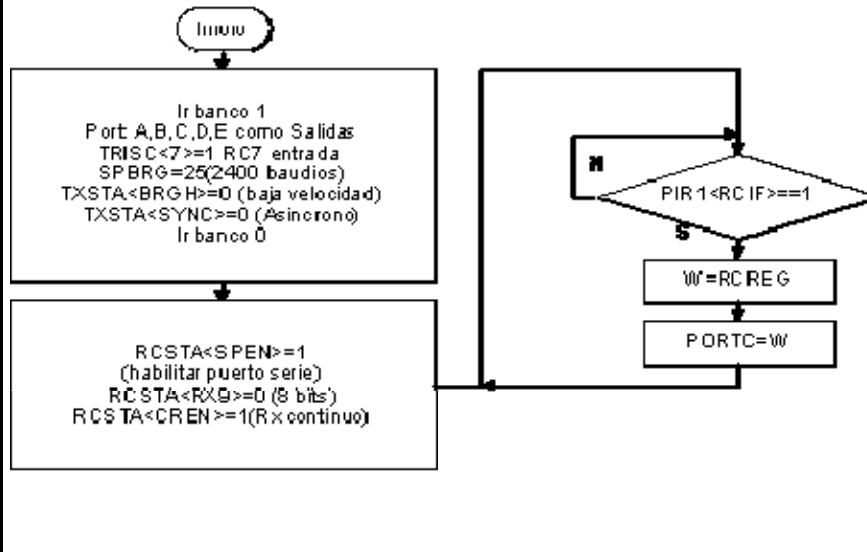 Inicio
Ir banco 1
Port A,B,C,D,E como Salidas
TRISC<7>=1 RC7 entrada
SPBRG=25(2400 baudios)
TXSTA<BRGH>=0 (baja velocidad)
TXSTA<SYNC>=0 (Asincrono)
Ir banco 0
RCSTA<SPEN>=1
(habilitar puerto serie)
RCSTA<RX9>=0 (8 bits)
RCSTA<CREN>=1(Rx continuo)
N
PIR1<RCIF>==1
S
W=RCREG
PORTC=W